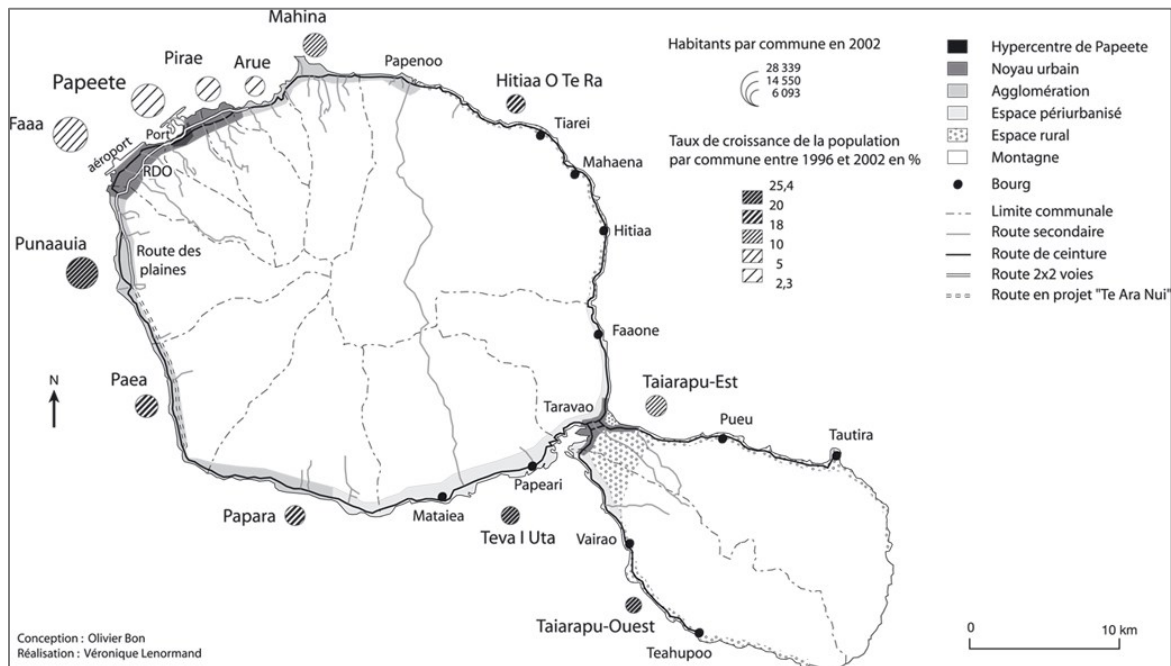 Mahina
Pirae
Arue
Papenoo
Papeete
Hitiaa O Te Ra
Faaa
Port
aéroport
RDO
Tiarei
Mahaena
Punaauia
Route des
plaines
Hitiaa
Faaone
N
Paea
Taravao
Taiarapu-Est
Pueu
Tautira
Papeari
Papara
Mataiea
Teva I Uta
Vairao
Taiarapu-Ouest
Teahupoo
Habitants par commune en 2002
28 339
14 550
6 093
Taux de croissance de la population
par commune entre 1996 et 2002 en %
25,4
20
18
10
5
2,3
Hypercentre de Papeete
Noyau urbain
Agglomération
Espace périurbanisé
Espace rural
Montagne
Bourg
Limite communale
Route secondaire
Route de ceinture
Route 2x2 voies
Route en projet "Te Ara Nui"
Conception : Olivier Bon
Réalisation : Véronique Lenormand
0 10 km